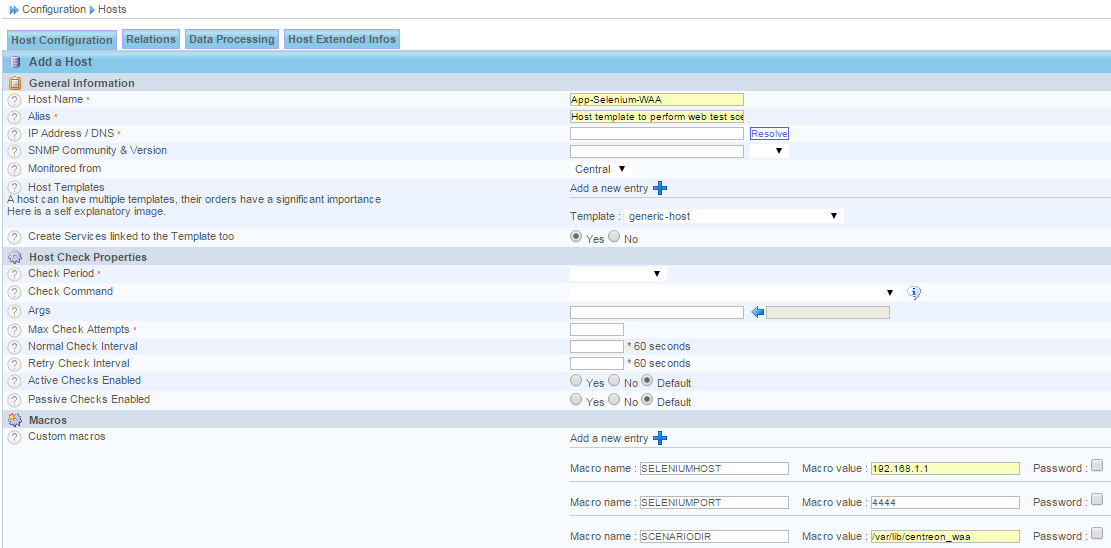 Configuration Hosts
Host Configuration Relations Data Processing Host Extended Infos
Add a Host
General Information
? Host Name * App-Selenium-WAA
? Alias * Host template to perform web test sce
? IP Address / DNS * Resolve
? SNMP Community & Version
? Monitored from Central
? Host Templates Add a new entry
A host can have multiple templates, their orders have a significant importance
Here is a self explanatory image.
Template : generic-host
? Create Services linked to the Template too Yes No
Host Check Properties
? Check Period *
? Check Command
? Args
? Max Check Attempts *
? Normal Check Interval * 60 seconds
? Retry Check Interval * 60 seconds
? Active Checks Enabled Yes No Default
? Passive Checks Enabled Yes No Default
Macros
? Custom macros Add a new entry
Macro name : SELENIUMHOST Macro value : 192.168.1.1 Password :
Macro name : SELENIUMPORT Macro value : 4444 Password :
Macro name : SCENARIODIR Macro value : /var/lib/centreon_waa Password :